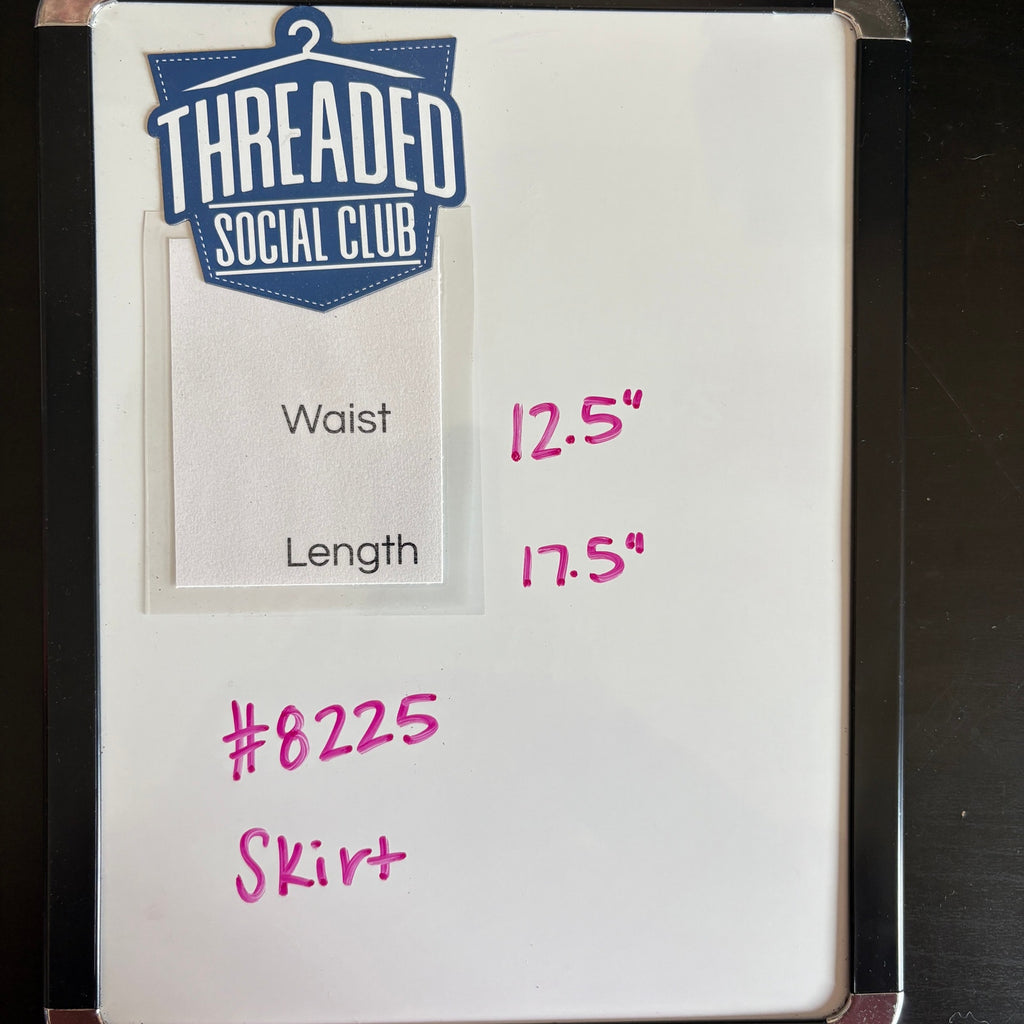 THREADED
SOCIAL CLUB
Waist 12.5"
Length 17.5"
#8225
Skirt